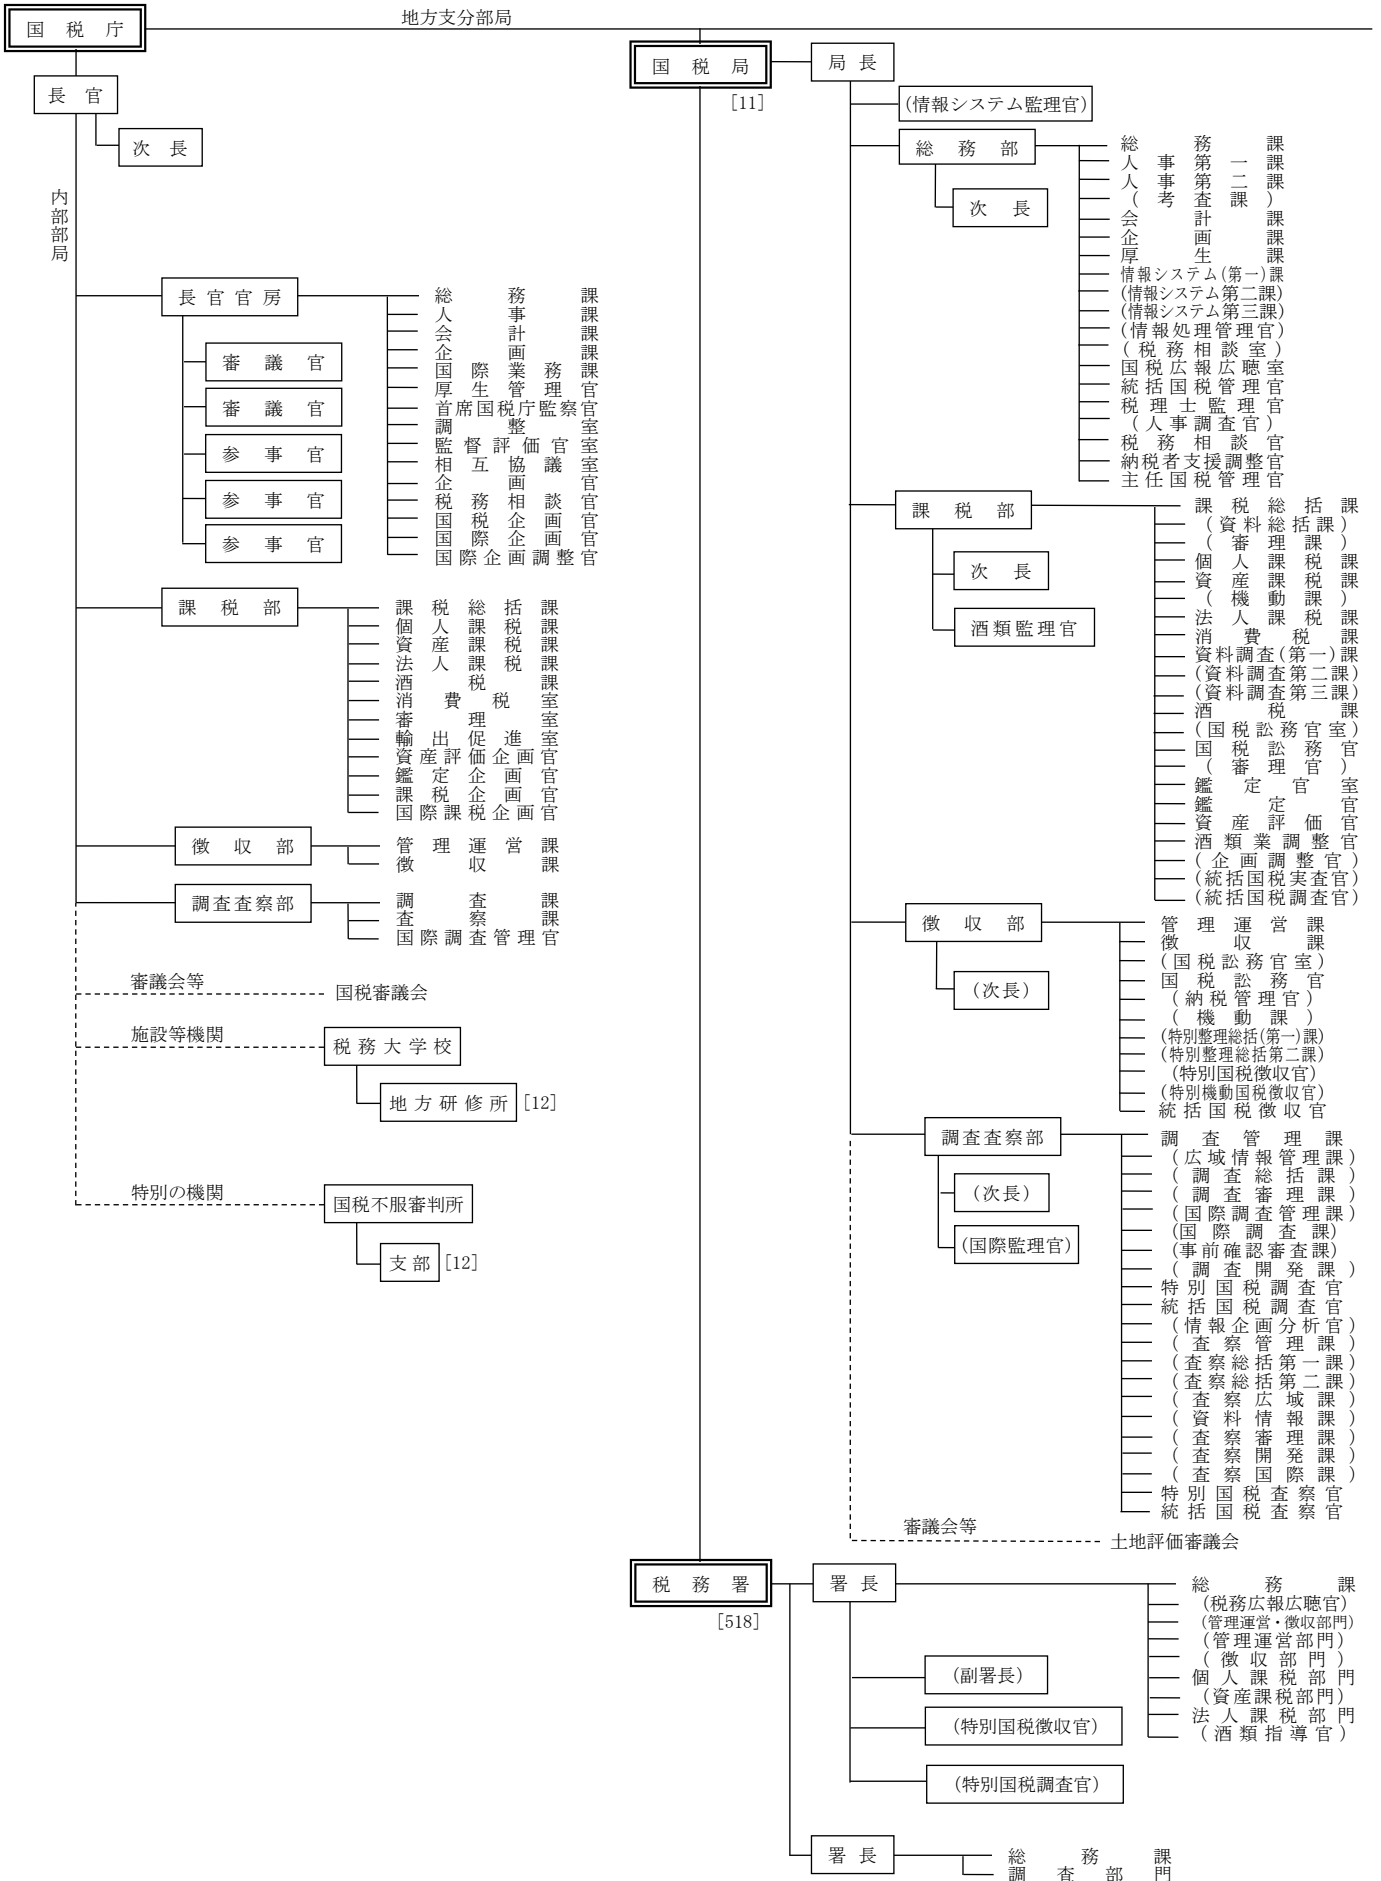 国税庁
長官
次長
内部部局
長官官房
審議官
審議官
参事官
参事官
参事官
総務課
人事課
会計課
企画課
国際業務課
厚生管理官
首席国税庁監察官
調整室
監督評価官室
相互協議室
企画官
税務相談官
国税企画官
国際企画官
国際企画調整官
課税部
課税総括課
個人課税課
資産課税課
法人課税課
酒税課
消費税室
審理室
輸出促進室
資産評価企画官
鑑定企画官
課税企画官
国際課税企画官
徴収部
管理運営課
徴収課
調査査察部
調査課
査察課
国際調査管理官
審議会等
国税審議会
施設等機関
税務大学校
地方研修所 [12]
特別の機関
国税不服審判所
支部 [12]
地方支分部局
国税局
[11]
局長
(情報システム監理官)
総務部
次長
総務課
人事第一課
人事第二課
(考査課)
会計課
企画課
厚生課
情報システム(第一)課
(情報システム第二課)
(情報システム第三課)
(情報処理管理官)
(税務相談室)
国税広報広聴室
統括国税管理官
税理士監理官
(人事調査官)
税務相談官
納税者支援調整官
主任国税管理官
課税部
次長
酒類監理官
課税総括課
(資料総括課)
(審理課)
個人課税課
資産課税課
(機動課)
法人課税課
消費税課
資料調査(第一)課
(資料調査第二課)
(資料調査第三課)
酒税課
(国税訟務官室)
国税訟務官
(審理官)
鑑定官室
鑑定官
資産評価官
酒類業調整官
(企画調整官)
(統括国税実査官)
(統括国税調査官)
徴収部
(次長)
管理運営課
徴収課
(国税訟務官室)
国税訟務官
(納税管理官)
(機動課)
(特別整理総括(第一)課)
(特別整理総括第二課)
(特別国税徴収官)
(特別機動国税徴収官)
統括国税徴収官
調査査察部
(次長)
(国際監理官)
調査管理課
(広域情報管理課)
(調査総括課)
(調査審理課)
(国際調査管理課)
(国際調査課)
(事前確認審査課)
(調査開発課)
特別国税調査官
統括国税調査官
(情報企画分析官)
(査察管理課)
(査察総括第一課)
(査察総括第二課)
(査察広域課)
(資料情報課)
(査察審理課)
(査察開発課)
(査察国際課)
特別国税査察官
統括国税査察官
審議会等
土地評価審議会
税務署
[518]
署長
(副署長)
(特別国税徴収官)
(特別国税調査官)
総務課
(税務広報広聴官)
(管理運営・徴収部門)
(管理運営部門)
(徴収部門)
個人課税部門
(資産課税部門)
法人課税部門
(酒類指導官)
署長
総務課
調査部門